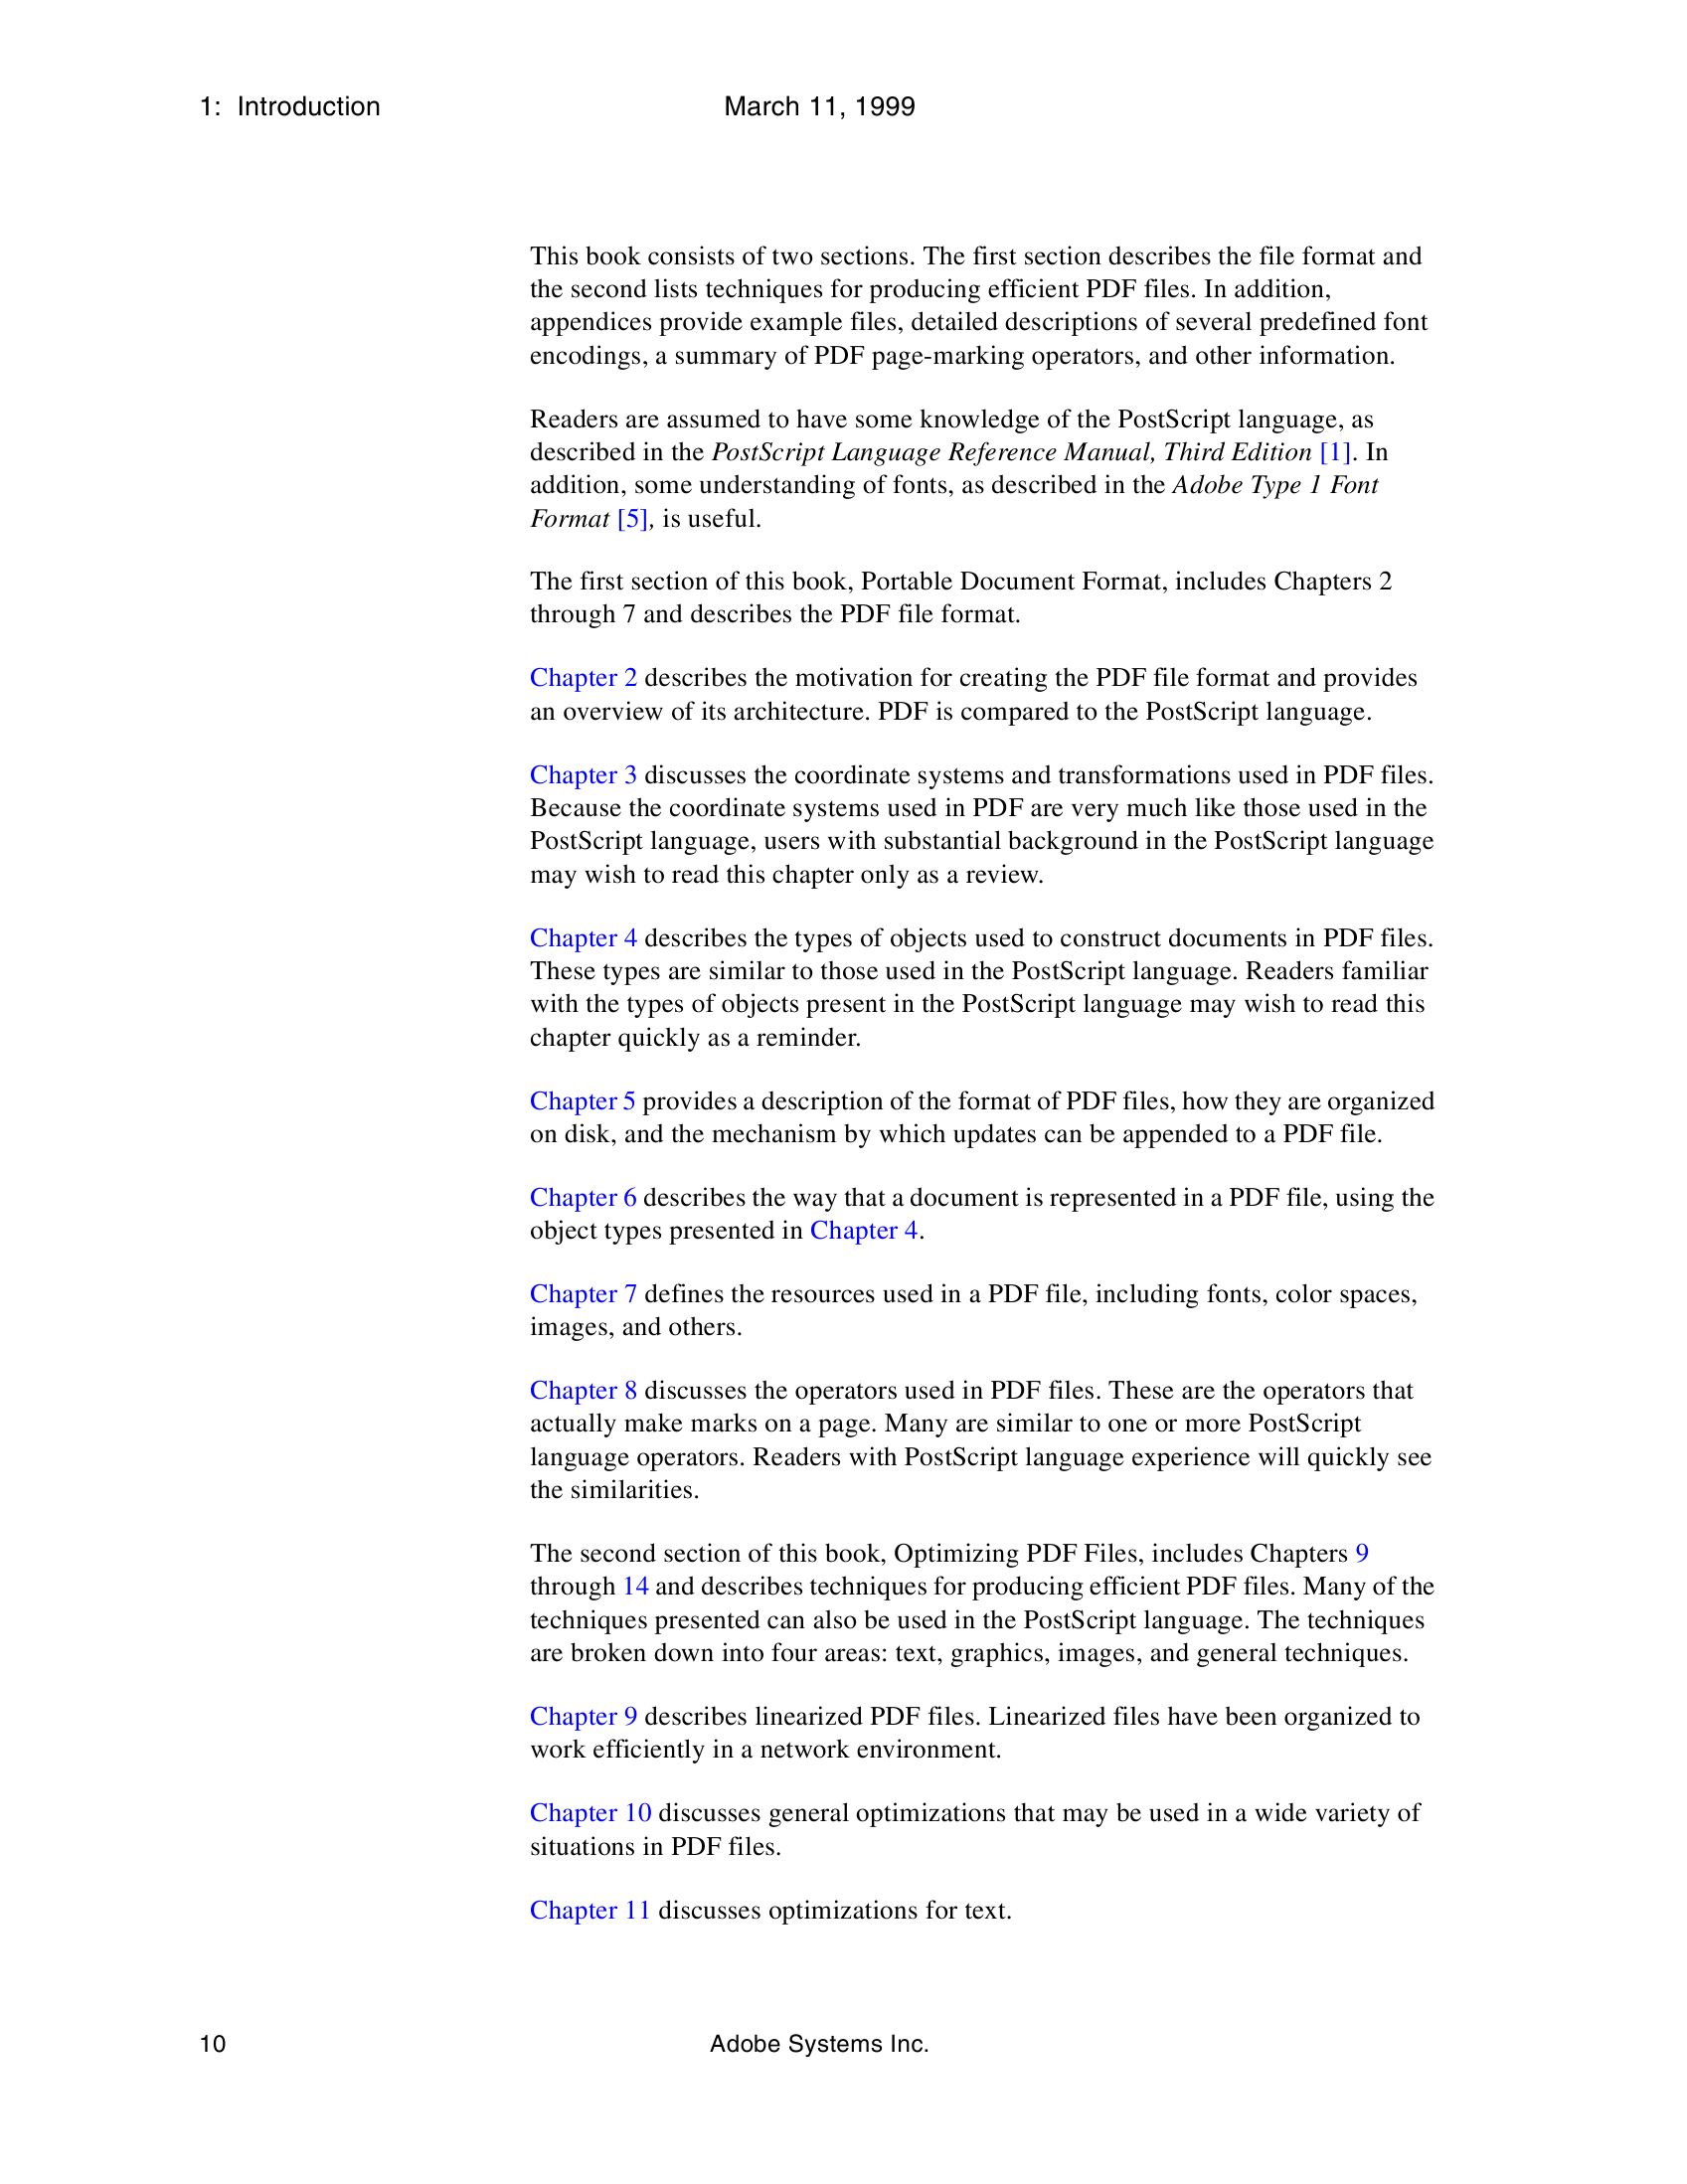 1: Introduction
March 11, 1999
This book consists of two sections. The first section describes the file format and
the second lists techniques for producing efficient PDF files. In addition,
appendices provide example files, detailed descriptions of several predefined font
encodings, a summary of PDF page-marking operators, and other information.
Readers are assumed to have some knowledge of the PostScript language, as
described in the PostScript Language Reference Manual, Third Edition [1]. In
addition, some understanding of fonts, as described in the Adobe Type 1 Font
Format [5], is useful.
The first section of this book, Portable Document Format, includes Chapters 2
through 7 and describes the PDF file format.
Chapter 2 describes the motivation for creating the PDF file format and provides
an overview of its architecture. PDF is compared to the PostScript language.
Chapter 3 discusses the coordinate systems and transformations used in PDF files.
Because the coordinate systems used in PDF are very much like those used in the
PostScript language, users with substantial background in the PostScript language
may wish to read this chapter only as a review.
Chapter 4 describes the types of objects used to construct documents in PDF files.
These types are similar to those used in the PostScript language. Readers familiar
with the types of objects present in the PostScript language may wish to read this
chapter quickly as a reminder.
Chapter 5 provides a description of the format of PDF files, how they are organized
on disk, and the mechanism by which updates can be appended to a PDF file.
Chapter 6 describes the way that a document is represented in a PDF file, using the
object types presented in Chapter 4.
Chapter 7 defines the resources used in a PDF file, including fonts, color spaces,
images, and others.
Chapter 8 discusses the operators used in PDF files. These are the operators that
actually make marks on a page. Many are similar to one or more PostScript
language operators. Readers with PostScript language experience will quickly see
the similarities.
The second section of this book, Optimizing PDF Files, includes Chapters 9
through 14 and describes techniques for producing efficient PDF files. Many of the
techniques presented can also be used in the PostScript language. The techniques
are broken down into four areas: text, graphics, images, and general techniques.
Chapter 9 describes linearized PDF files. Linearized files have been organized to
work efficiently in a network environment.
Chapter 10 discusses general optimizations that may be used in a wide variety of
situations in PDF files.
Chapter 11 discusses optimizations for text.
10
Adobe Systems Inc.